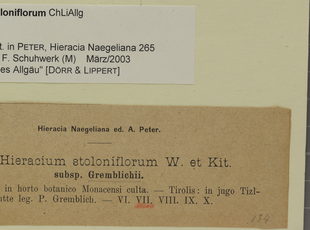 oloniflorum ChLiAllg
t. in PETER, Hieracia Naegeliana 265
F. Schuhwerk (M) März/2003
es Allgäu" [DÖRR & LIPPERT]
Hieracia Naegeliana ed. A. Peter.
Hieracium stoloniflorum W. et Kit.
subsp. Gremblichii.
in horto botanico Monacensi culta. — Tirolis: in jugo Tizl-
utte leg. P. Gremblich. — VI. VII. VIII. IX. X.